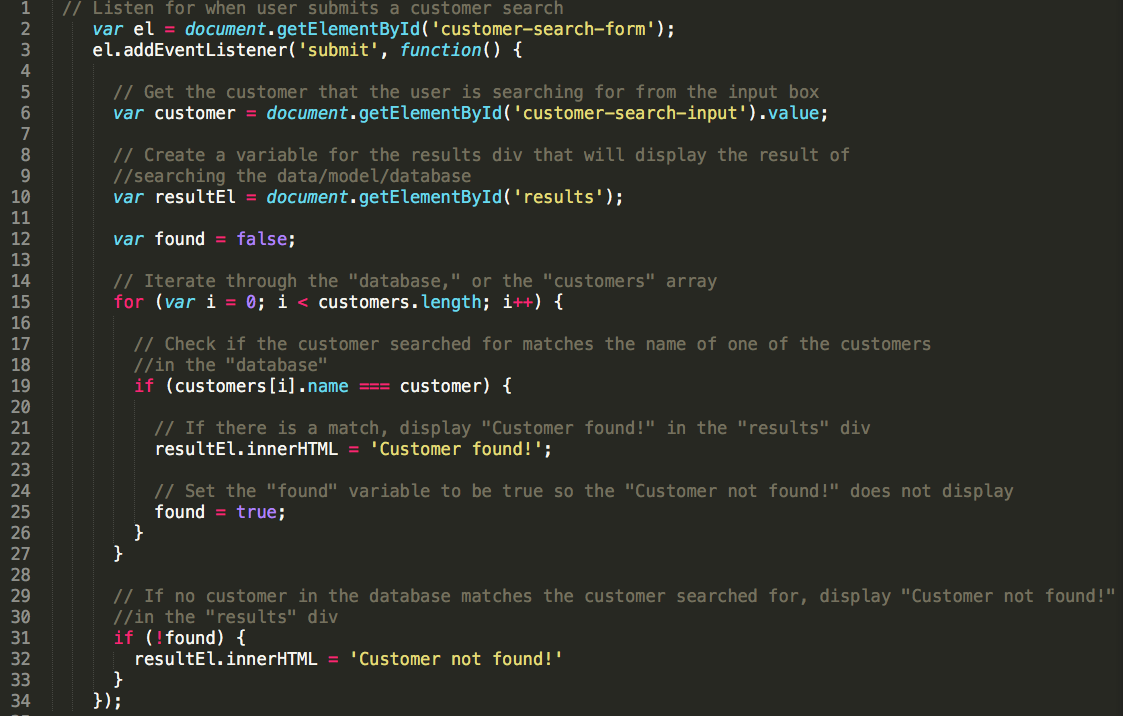 1 // Listen for when user submits a customer search
2 var el = document.getElementById('customer-search-form');
3 el.addEventListener('submit', function() {
4
5 // Get the customer that the user is searching for from the input box
6 var customer = document.getElementById('customer-search-input').value;
7
8 // Create a variable for the results div that will display the result of
9 //searching the data/model/database
10 var resultEl = document.getElementById('results');
11
12 var found = false;
13
14 // Iterate through the "database," or the "customers" array
15 for (var i = 0; i < customers.length; i++) {
16
17 // Check if the customer searched for matches the name of one of the customers
18 //in the "database"
19 if (customers[i].name === customer) {
20
21 // If there is a match, display "Customer found!" in the "results" div
22 resultEl.innerHTML = 'Customer found!';
23
24 // Set the "found" variable to be true so the "Customer not found!" does not display
25 found = true;
26 }
27 }
28
29 // If no customer in the database matches the customer searched for, display "Customer not found!"
30 //in the "results" div
31 if (!found) {
32 resultEl.innerHTML = 'Customer not found!'
33 }
34 });